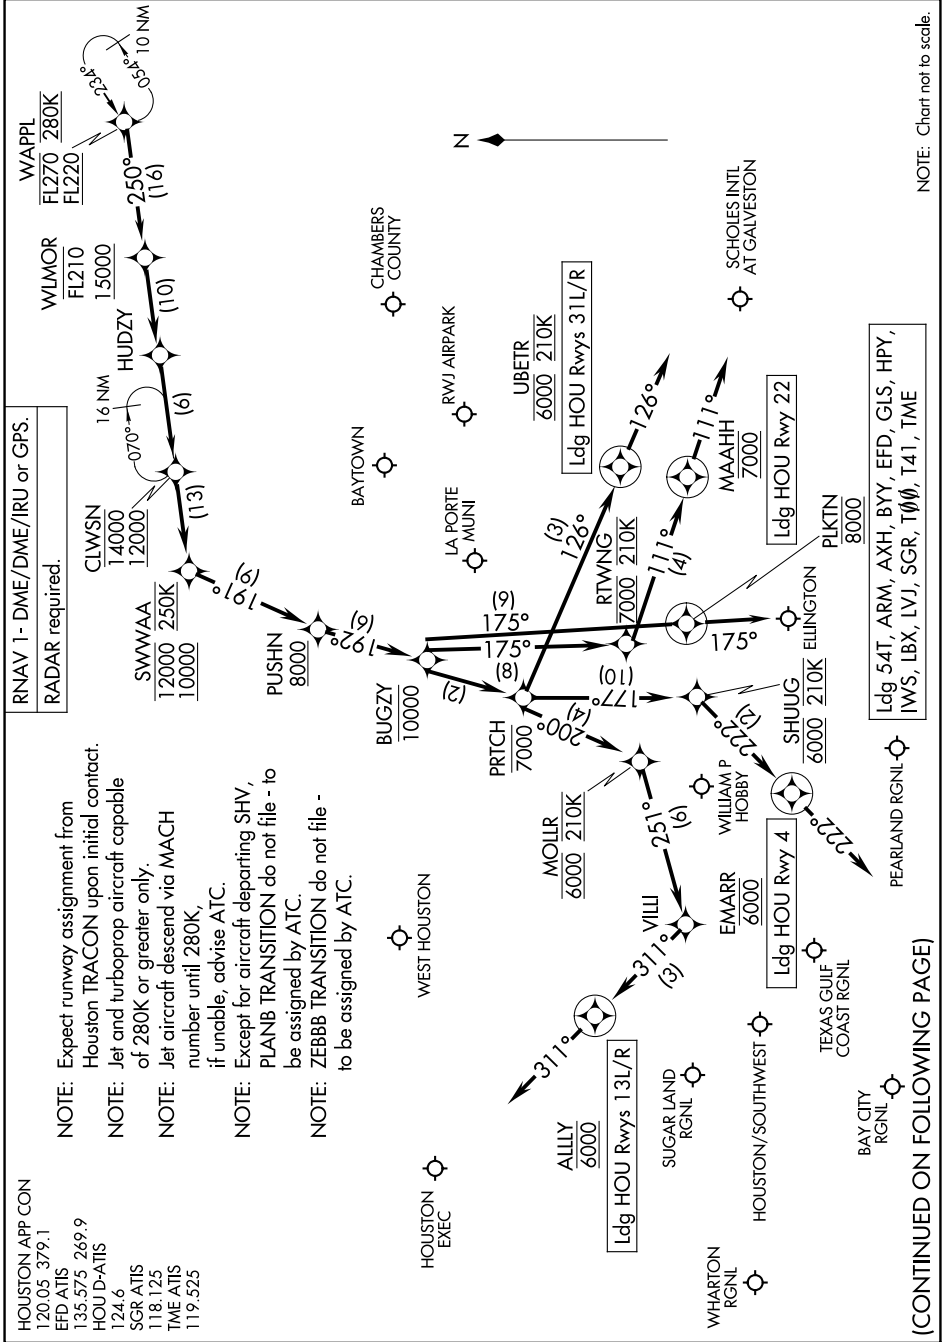 HOUSTON APP CON
120.05 379.1
EFD ATIS
135.575 269.9
HOU D-ATIS
124.6
SGR ATIS
118.125
TME ATIS
119.525
NOTE: Expect runway assignment from
Houston TRACON upon initial contact.
NOTE: Jet and turboprop aircraft capable
of 280K or greater only.
NOTE: Jet aircraft descend via MACH
number until 280K,
if unable, advise ATC.
NOTE: Except for aircraft departing SHV,
PLANB TRANSITION do not file - to
be assigned by ATC.
NOTE: ZEBBB TRANSITION do not file -
to be assigned by ATC.
RNAV 1 - DME/DME/IRU or GPS.
RADAR required.
WAPPL
FL270 280K
FL220
234°
054°
10 NM
250°
(16)
WLMOR
FL210
15000
(10)
HUDZY
(6)
16 NM
070°
CLWSN
14000
12000
(13)
SWWAA
12000 250K
10000
191°
(9)
PUSHN
8000
192°
(6)
BUGZY
10000
(2)
(8)
175°
(9)
175°
PRTCH
7000
200°
(4)
177°
(10)
(3)
126°
UBETR
6000 210K
Ldg HOU Rwys 31L/R
126°
RTWNG
7000 210K
111°
(4)
MAAHH
7000
Ldg HOU Rwy 22
111°
PLKTN
8000
175°
Ldg 54T, ARM, AXH, BYY, EFD, GLS, HPY,
IWS, LBX, LVJ, SGR, T00, T41, TME
MOLLR
6000 210K
251°
(6)
VILLI
311°
(3)
ALLLY
6000
Ldg HOU Rwys 13L/R
311°
SHUUG
6000 210K
222°
(2)
EMARR
6000
Ldg HOU Rwy 4
222°
N
CHAMBERS
COUNTY
RWJ AIRPARK
BAYTOWN
LA PORTE
MUNI
SCHOLES INTL
AT GALVESTON
ELLINGTON
WILLIAM P
HOBBY
PEARLAND RGNL
WEST HOUSTON
HOUSTON
EXEC
SUGAR LAND
RGNL
HOUSTON/SOUTHWEST
TEXAS GULF
COAST RGNL
BAY CITY
RGNL
WHARTON
RGNL
NOTE: Chart not to scale.
(CONTINUED ON FOLLOWING PAGE)